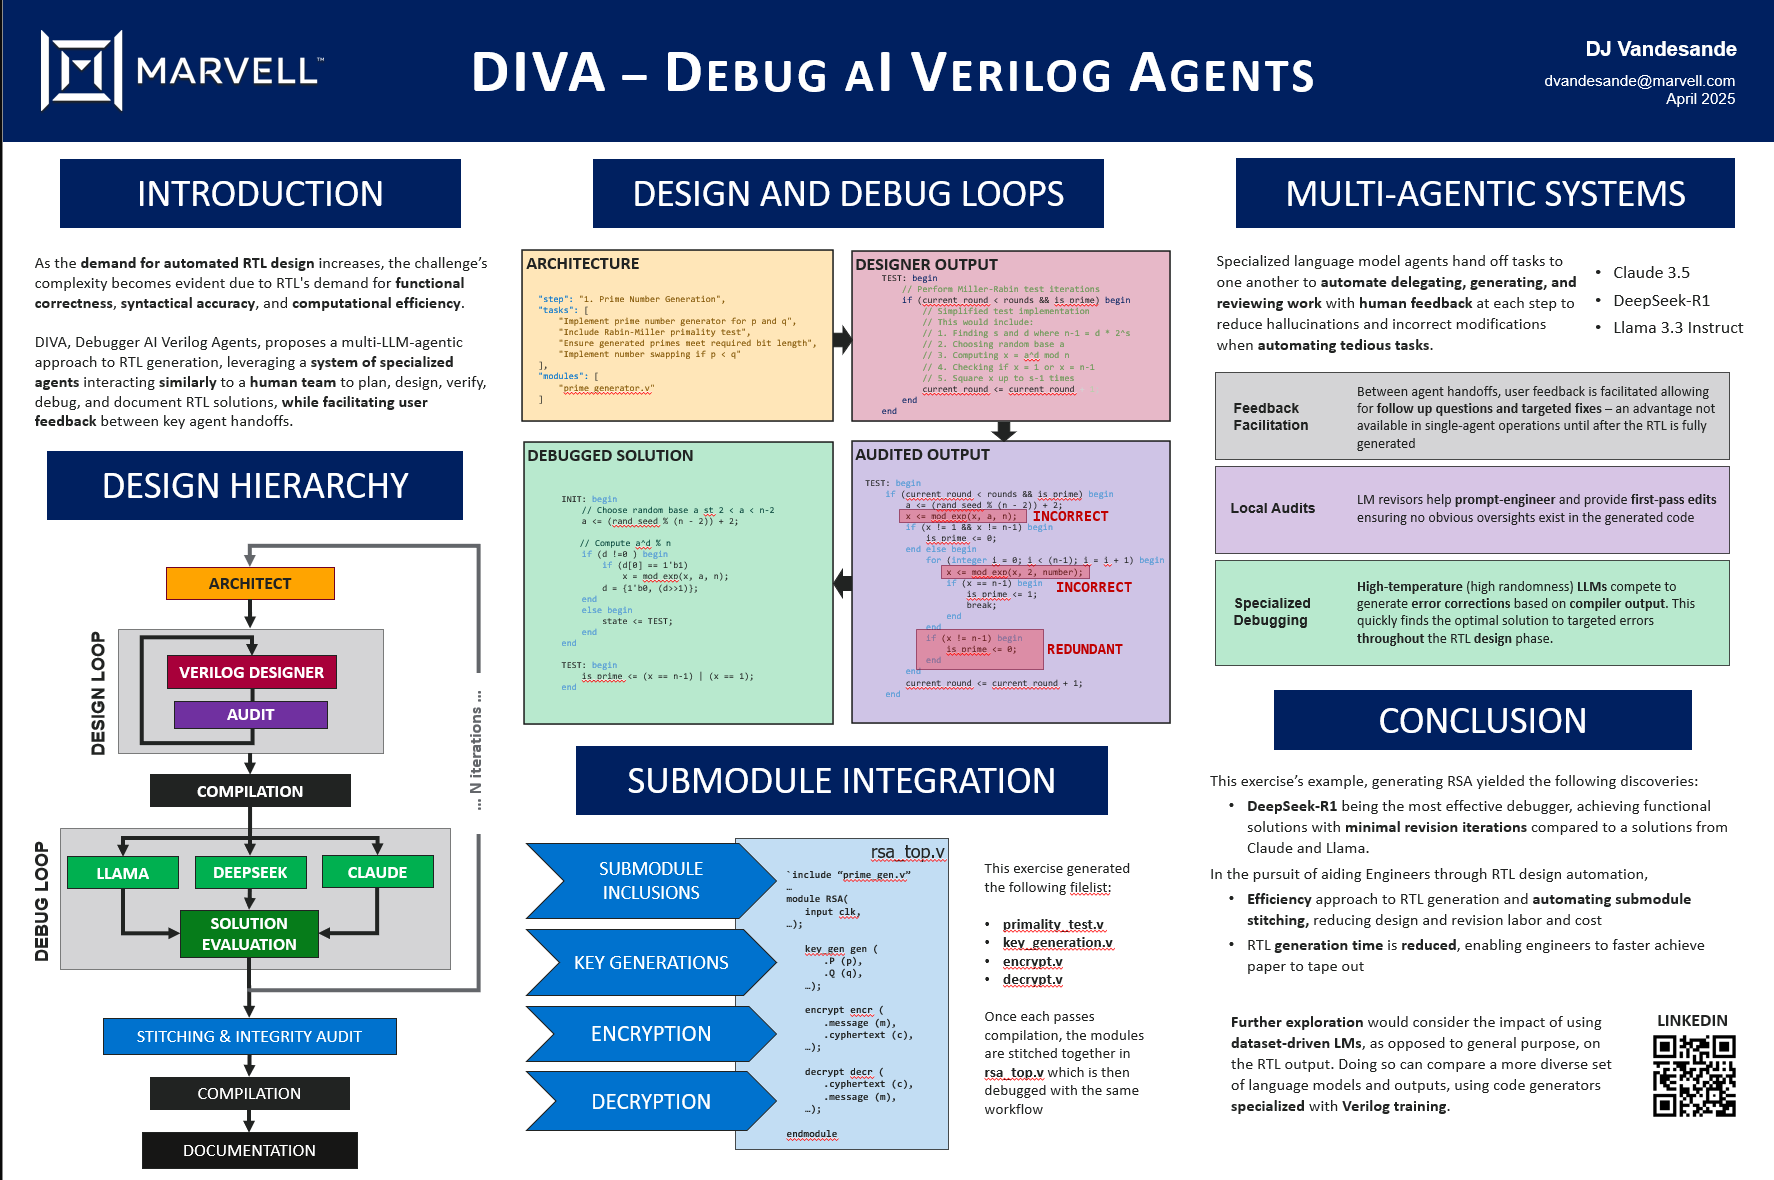 MARVELL™
DIVA – DEBUG AI VERILOG AGENTS
DJ Vandesande
dvandesande@marvell.com
April 2025
INTRODUCTION
As the demand for automated RTL design increases, the challenge’s
complexity becomes evident due to RTL's demand for functional
correctness, syntactical accuracy, and computational efficiency.
DIVA, Debugger AI Verilog Agents, proposes a multi-LLM-agentic
approach to RTL generation, leveraging a system of specialized
agents interacting similarly to a human team to plan, design, verify,
debug, and document RTL solutions, while facilitating user
feedback between key agent handoffs.
DESIGN HIERARCHY
ARCHITECT
DESIGN LOOP
VERILOG DESIGNER
AUDIT
... N iterations ...
COMPILATION
DEBUG LOOP
LLAMA
DEEPSEEK
CLAUDE
SOLUTION
EVALUATION
STITCHING & INTEGRITY AUDIT
COMPILATION
DOCUMENTATION
DESIGN AND DEBUG LOOPS
ARCHITECTURE
"step": "1. Prime Number Generation",
"tasks": [
"Implement prime number generator for p and q",
"Include Rabin-Miller primality test",
"Ensure generated primes meet required bit length",
"Implement number swapping if p < q"
],
"modules": [
"prime_generator.v"
]
DESIGNER OUTPUT
TEST: begin
// Perform Miller-Rabin test iterations
if (current_round < rounds && is_prime) begin
// Simplified test implementation
// This would include:
// 1. Finding s and d where n-1 = d * 2^s
// 2. Choosing random base a
// 3. Computing x = a^d mod n
// 4. Checking if x = 1 or x = n-1
// 5. Square x up to s-1 times
current_round <= current_round
end
end
DEBUGGED SOLUTION
INIT: begin
// Choose random base a st 2 < a < n-2
a <= (rand_seed % (n - 2)) + 2;
// Compute a^d % n
if (d !=0 ) begin
if (d[0] == 1'b1)
x = mod_exp(x, a, n);
d = {1'b0, (d>>1)};
end
else begin
state <= TEST;
end
end
TEST: begin
is_prime <= (x == n-1) | (x == 1);
end
AUDITED OUTPUT
TEST: begin
if (current_round < rounds && is_prime) begin
a <= (rand_seed % (n - 2)) + 2;
x <= mod_exp(x, a, n); INCORRECT
if (x != 1 && x != n-1) begin
is_prime <= 0;
end else begin
for (integer i = 0; i < (n-1); i = i + 1) begin
x <= mod_exp(x, 2, number);
if (x == n-1) begin INCORRECT
is_prime <= 1;
break;
end
end
if (x != n-1) begin
is_prime <= 0; REDUNDANT
end
end
current_round <= current_round + 1;
end
SUBMODULE INTEGRATION
SUBMODULE
INCLUSIONS
KEY GENERATIONS
ENCRYPTION
DECRYPTION
rsa_top.v
`include “prime_gen.v”
…
module RSA(
input clk,
…);
key_gen gen (
.P (p),
.Q (q),
…);
encrypt encr (
.message (m),
.cyphertext (c),
…);
decrypt decr (
.cyphertext (c),
.message (m),
…);
endmodule
This exercise generated
the following filelist:
• primality_test.v
• key_generation.v
• encrypt.v
• decrypt.v
Once each passes
compilation, the modules
are stitched together in
rsa_top.v which is then
debugged with the same
workflow
MULTI-AGENTIC SYSTEMS
Specialized language model agents hand off tasks to
one another to automate delegating, generating, and
reviewing work with human feedback at each step to
reduce hallucinations and incorrect modifications
when automating tedious tasks.
• Claude 3.5
• DeepSeek-R1
• Llama 3.3 Instruct
Feedback
Facilitation
Between agent handoffs, user feedback is facilitated allowing
for follow up questions and targeted fixes – an advantage not
available in single-agent operations until after the RTL is fully
generated
Local Audits
LM revisors help prompt-engineer and provide first-pass edits
ensuring no obvious oversights exist in the generated code
Specialized
Debugging
High-temperature (high randomness) LLMs compete to
generate error corrections based on compiler output. This
quickly finds the optimal solution to targeted errors
throughout the RTL design phase.
CONCLUSION
This exercise’s example, generating RSA yielded the following discoveries:
• DeepSeek-R1 being the most effective debugger, achieving functional
solutions with minimal revision iterations compared to a solutions from
Claude and Llama.
In the pursuit of aiding Engineers through RTL design automation,
• Efficiency approach to RTL generation and automating submodule
stitching, reducing design and revision labor and cost
• RTL generation time is reduced, enabling engineers to faster achieve
paper to tape out
Further exploration would consider the impact of using
dataset-driven LMs, as opposed to general purpose, on
the RTL output. Doing so can compare a more diverse set
of language models and outputs, using code generators
specialized with Verilog training.
LINKEDIN